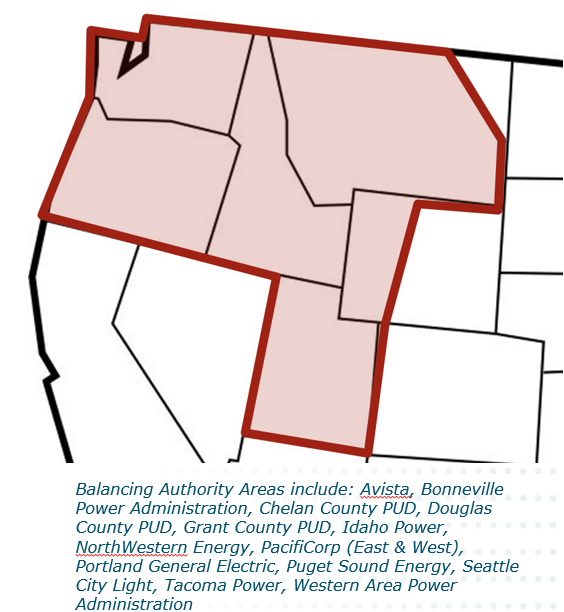 Balancing Authority Areas include: Avista, Bonneville
Power Administration, Chelan County PUD, Douglas
County PUD, Grant County PUD, Idaho Power,
NorthWestern Energy, PacifiCorp (East & West),
Portland General Electric, Puget Sound Energy, Seattle
City Light, Tacoma Power, Western Area Power
Administration